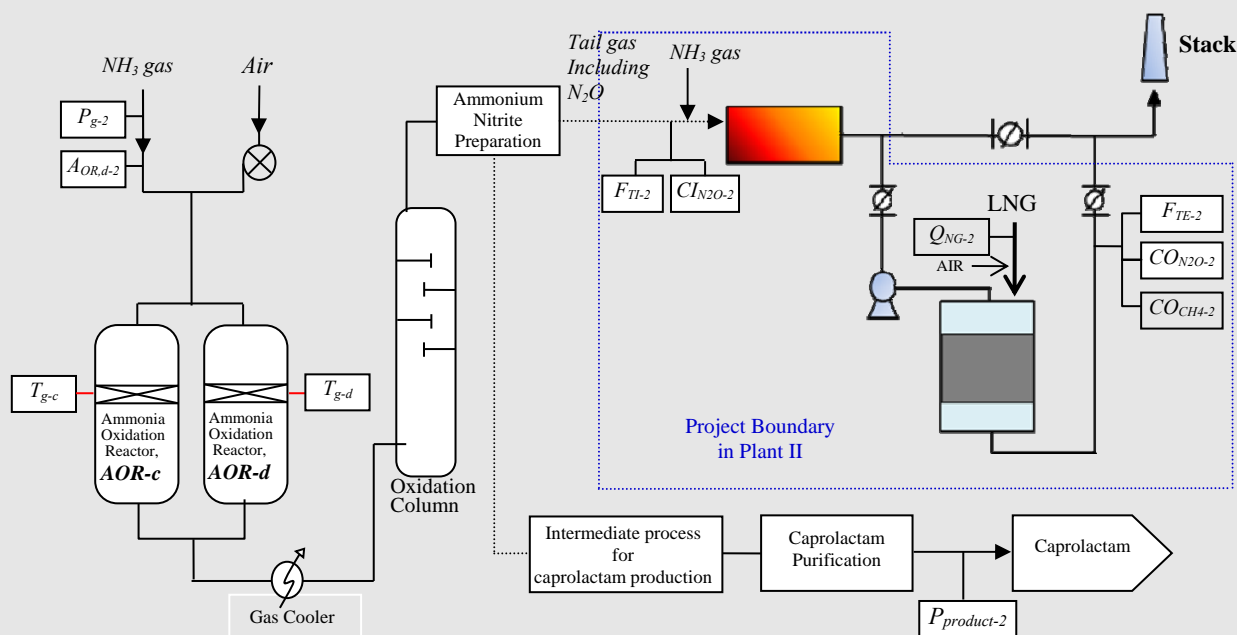 NH3 gas
Air
Pg-2
AOR,d-2
Tg-c
Ammonia
Oxidation
Reactor,
AOR-c
Ammonia
Oxidation
Reactor,
AOR-d
Tg-d
Gas Cooler
Oxidation
Column
Ammonium
Nitrite
Preparation
Tail gas
Including
N2O
NH3 gas
FTI-2
CIN2O-2
Stack
LNG
QNG-2
AIR
FTE-2
CON2O-2
COCH4-2
Project Boundary
in Plant II
Intermediate process
for
caprolactam production
Caprolactam
Purification
Caprolactam
Pproduct-2